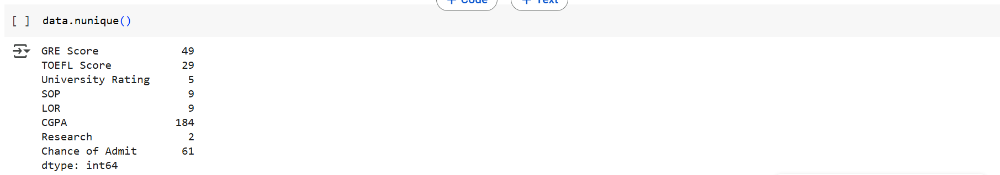 + Code + Text
[ ] data.nunique()
GRE Score 49
TOEFL Score 29
University Rating 5
SOP 9
LOR 9
CGPA 184
Research 2
Chance of Admit 61
dtype: int64